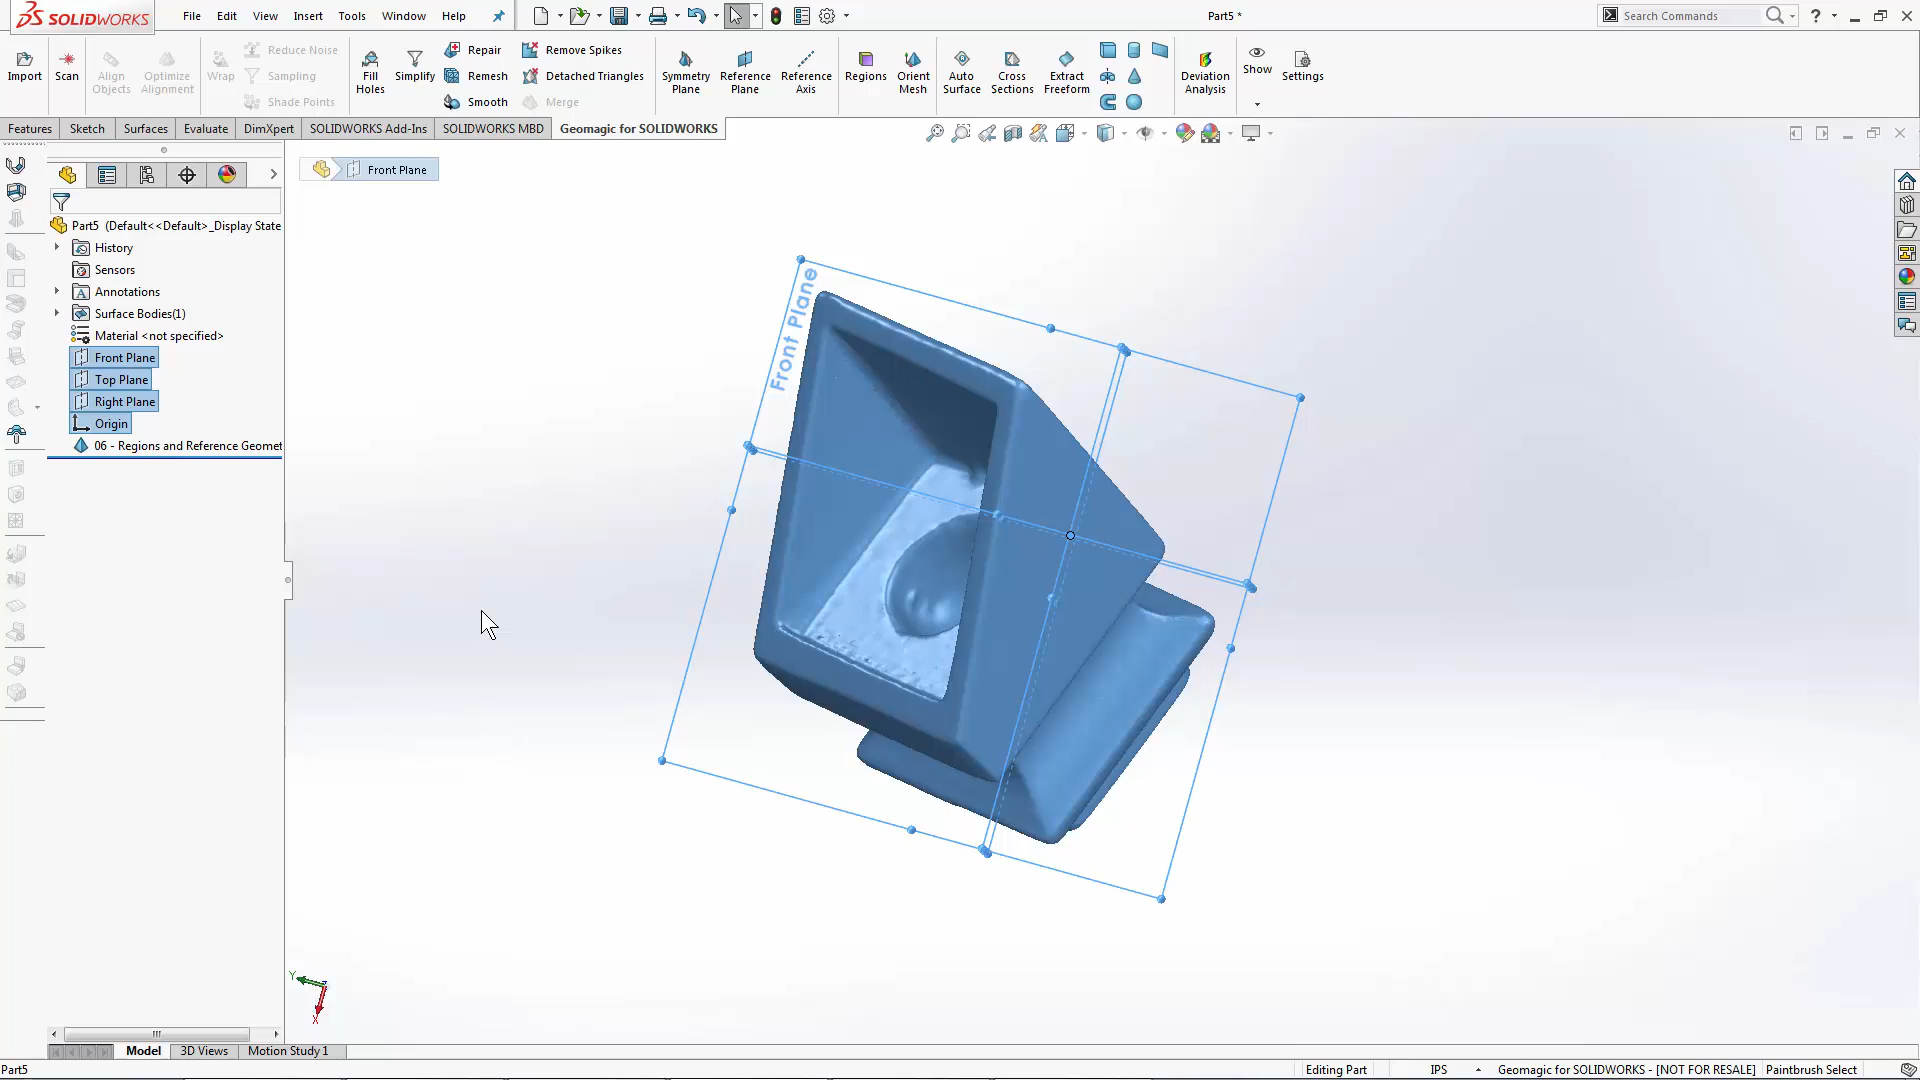 SOLIDWORKS
File Edit View Insert Tools Window Help
Part5 *
Search Commands
Import
Scan
Align Objects
Optimize Alignment
Wrap
Reduce Noise
Sampling
Shade Points
Fill Holes
Simplify
Repair
Remesh
Smooth
Remove Spikes
Detached Triangles
Merge
Symmetry Plane
Reference Plane
Reference Axis
Regions
Orient Mesh
Auto Surface
Cross Sections
Extract Freeform
Deviation Analysis
Show
Settings
Features Sketch Surfaces Evaluate DimXpert SOLIDWORKS Add-Ins SOLIDWORKS MBD Geomagic for SOLIDWORKS
Front Plane
Part5 (Default<<Default>_Display State
History
Sensors
Annotations
Surface Bodies(1)
Material <not specified>
Front Plane
Top Plane
Right Plane
Origin
06 - Regions and Reference Geomet
Front Plane
Y
X
Model 3D Views Motion Study 1
Part5
Editing Part
IPS
Geomagic for SOLIDWORKS - [NOT FOR RESALE]
Paintbrush Select